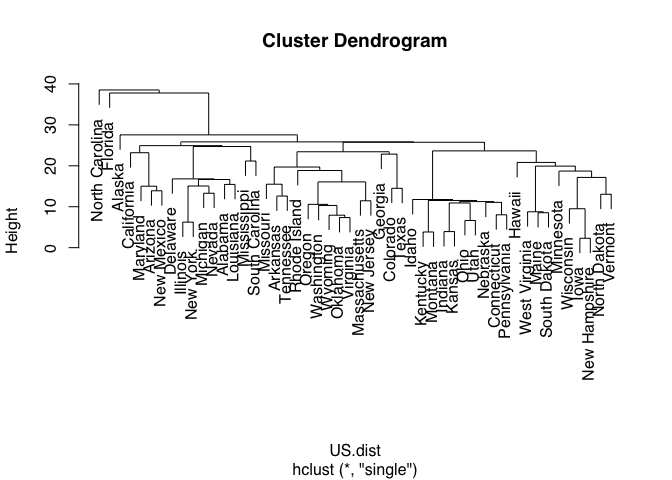 Cluster Dendrogram
Height
40
30
20
10
0
North Carolina
Florida
Alaska
California
Maryland
Arizona
New Mexico
Delaware
Illinois
New York
Michigan
Nevada
Alabama
Louisiana
Mississippi
South Carolina
Missouri
Arkansas
Tennessee
Rhode Island
Oregon
Washington
Wyoming
Oklahoma
Virginia
Massachusetts
New Jersey
Georgia
Colorado
Texas
Idaho
Kentucky
Montana
Indiana
Kansas
Ohio
Utah
Nebraska
Connecticut
Pennsylvania
Hawaii
West Virginia
Maine
South Dakota
Minnesota
Wisconsin
Iowa
New Hampshire
North Dakota
Vermont
US.dist
hclust (*, "single")